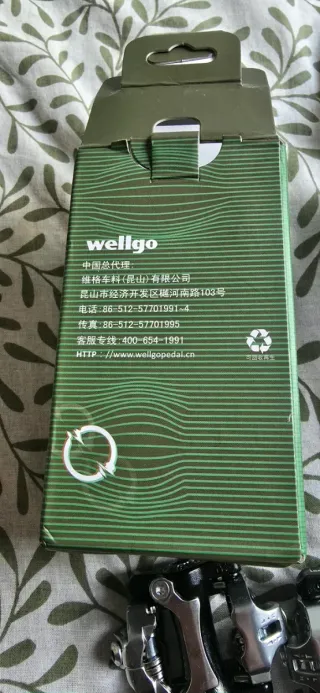 wellgo
中国总代理:
维格车料(昆山)有限公司
昆山市经济开发区樾河南路103号
电话:86-512-57701991~4
传真:86-512-57701995
客服专线:400-654-1991
HTTP://www.wellgopedal.cn